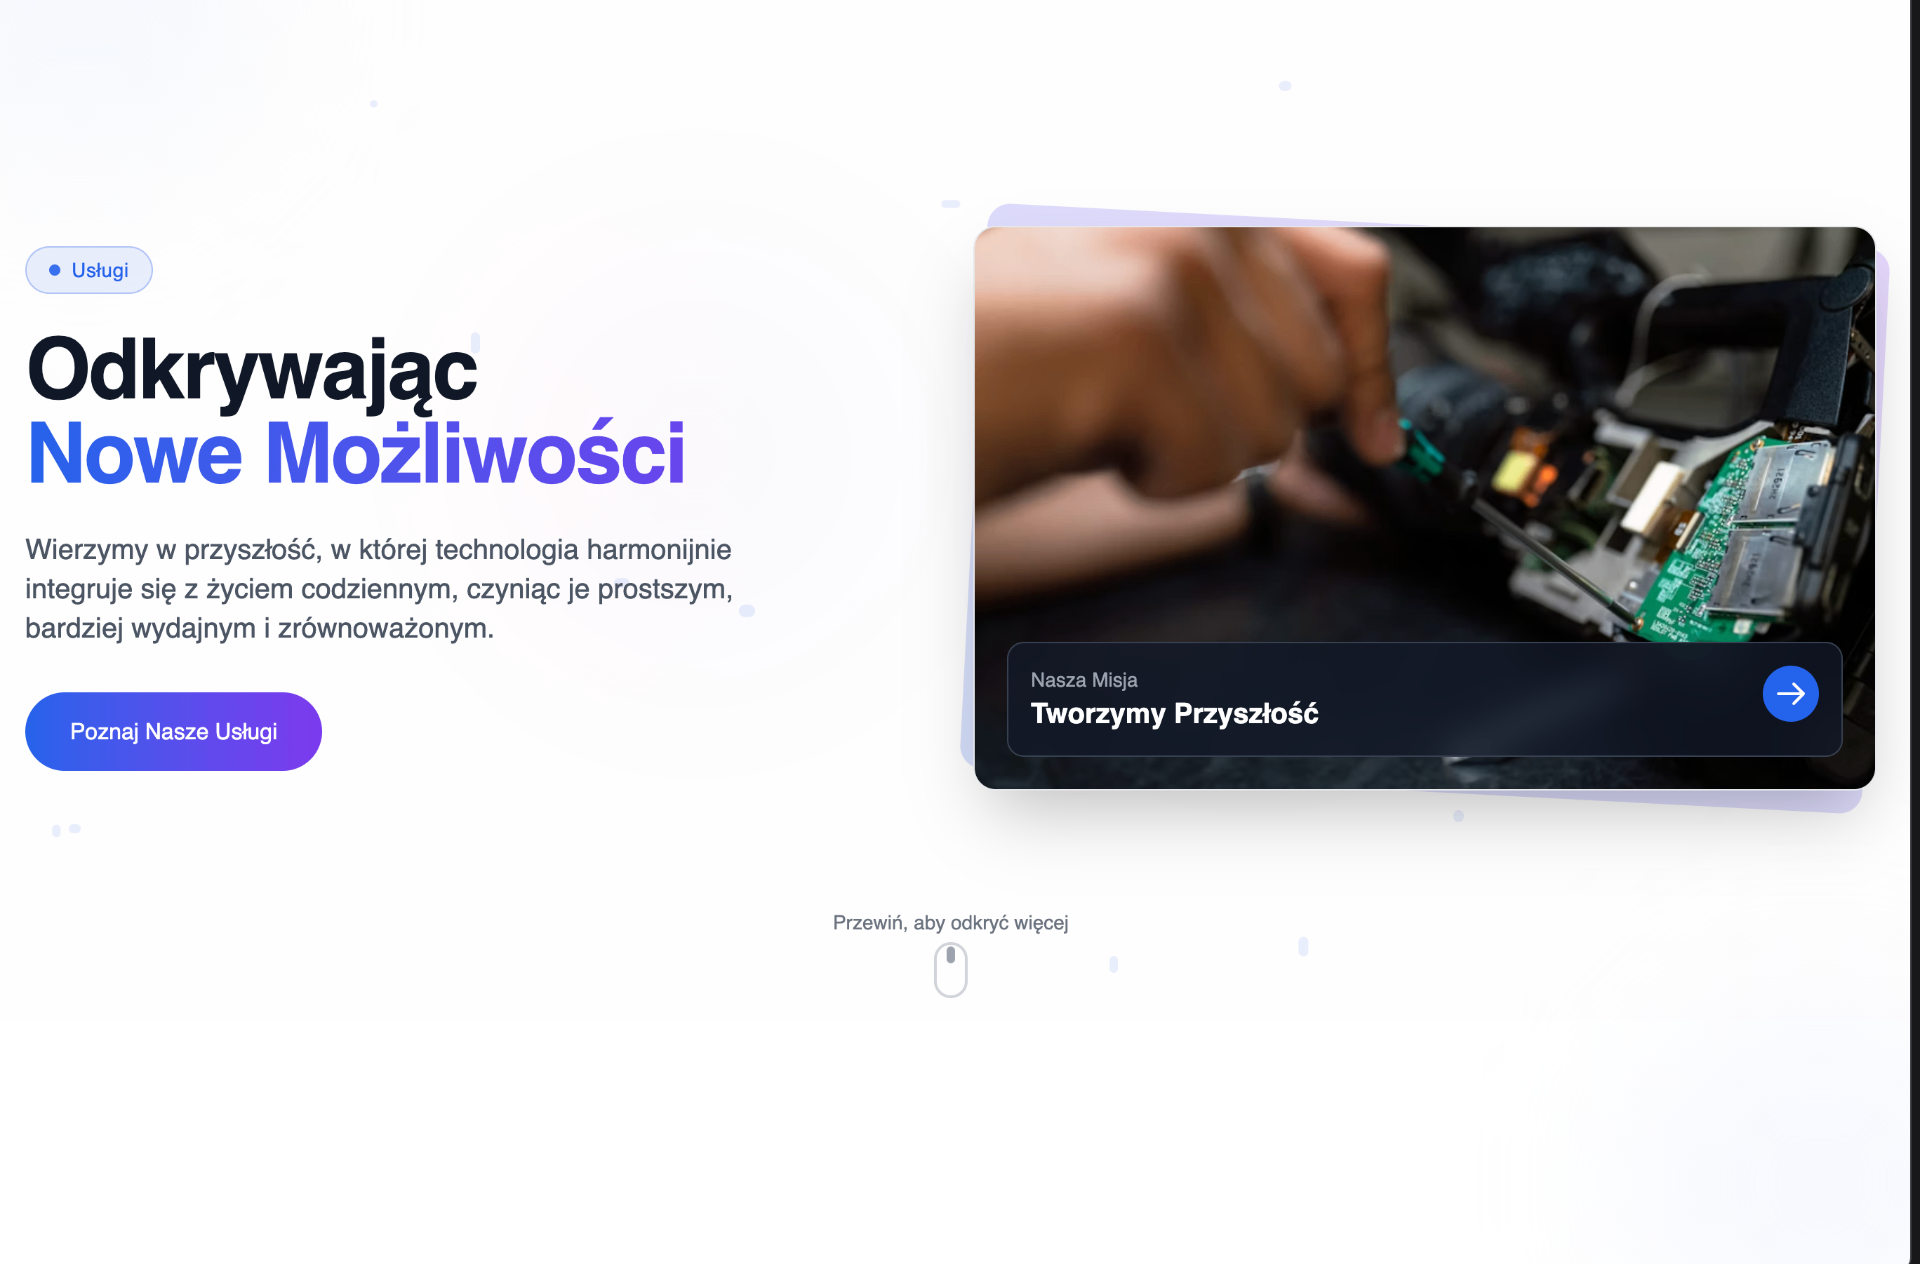 Usługi
Odkrywając
Nowe Możliwości
Wierzymy w przyszłość, w której technologia harmonijnie
integruje się z życiem codziennym, czyniąc je prostszym,
bardziej wydajnym i zrównoważonym.
Poznaj Nasze Usługi
Nasza Misja
Tworzymy Przyszłość
Przewiń, aby odkryć więcej